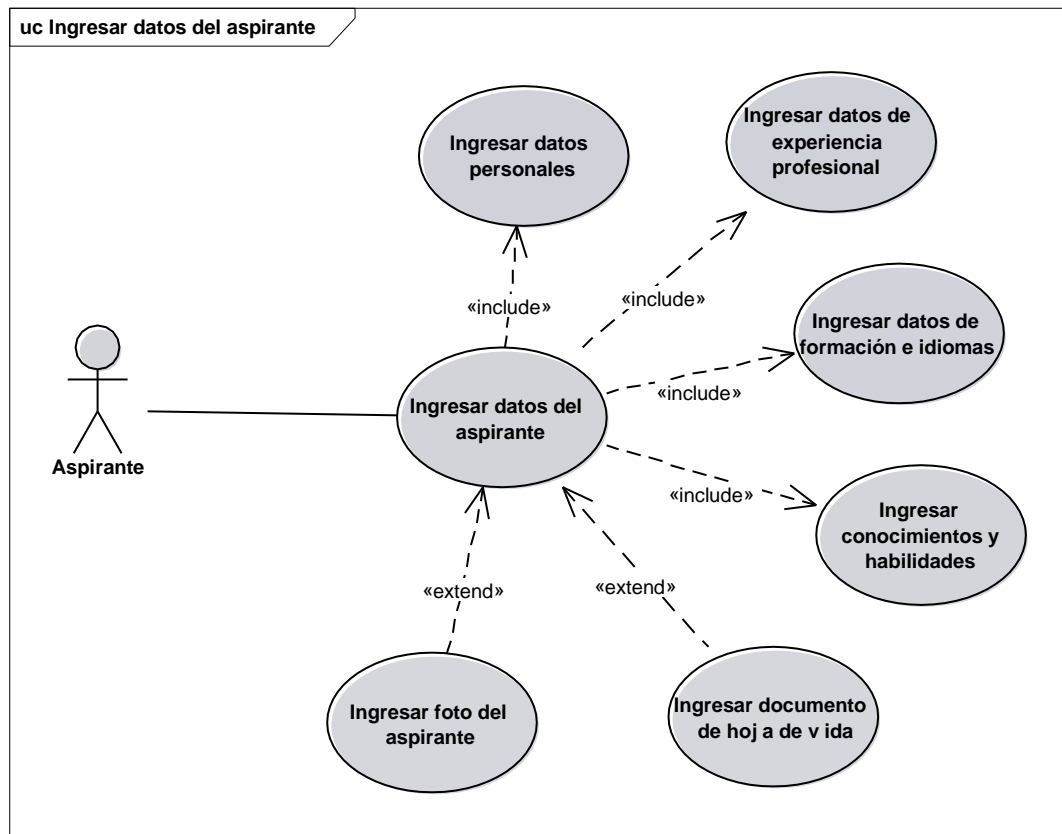 uc Ingresar datos del aspirante
Ingresar datos
personales
Ingresar datos de
experiencia
profesional
«include»
«include»
Ingresar datos de
formación e idiomas
«include»
Ingresar datos del
aspirante
Aspirante
«include»
Ingresar
conocimientos y
habilidades
«extend»
«extend»
Ingresar foto del
aspirante
Ingresar documento
de hoj a de v ida